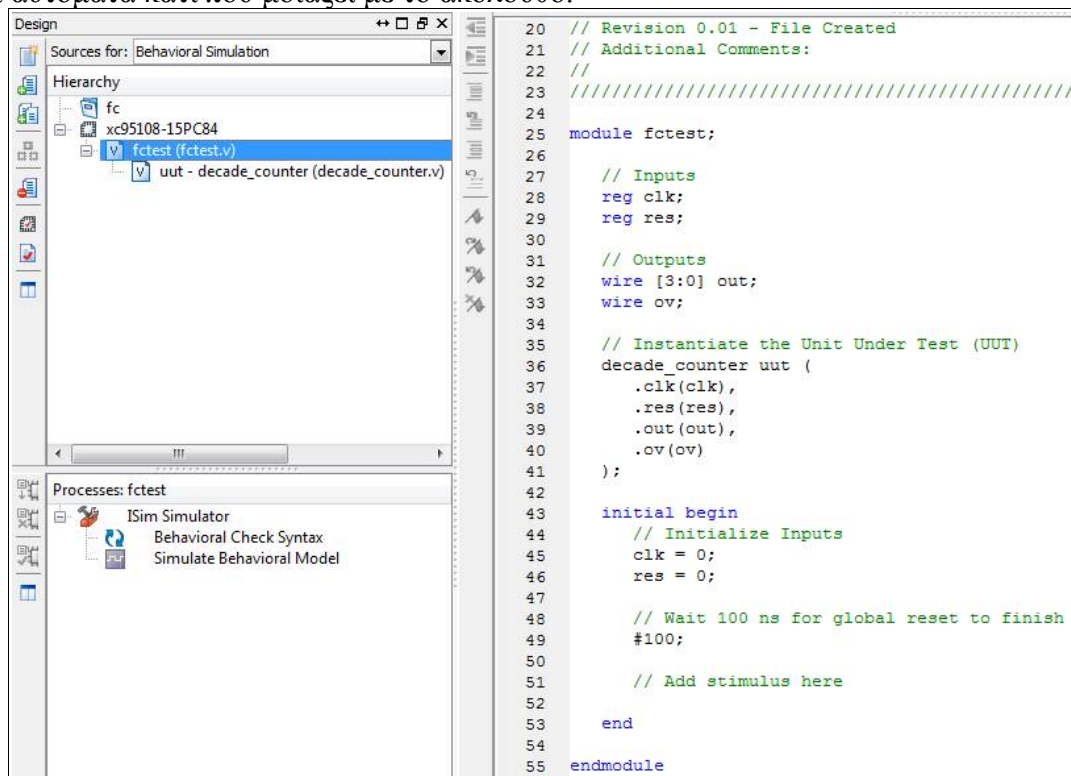 Design
Sources for: Behavioral Simulation
Hierarchy
fc
xc95108-15PC84
fctest (fctest.v)
uut - decade_counter (decade_counter.v)
Processes: fctest
ISim Simulator
Behavioral Check Syntax
Simulate Behavioral Model
20 // Revision 0.01 - File Created
21 // Additional Comments:
22 //
23 ////////////////////////////////////////////////
24
25 module fctest;
26
27 // Inputs
28 reg clk;
29 reg res;
30
31 // Outputs
32 wire [3:0] out;
33 wire ov;
34
35 // Instantiate the Unit Under Test (UUT)
36 decade_counter uut (
37 .clk(clk),
38 .res(res),
39 .out(out),
40 .ov(ov)
41 );
42
43 initial begin
44 // Initialize Inputs
45 clk = 0;
46 res = 0;
47
48 // Wait 100 ns for global reset to finish
49 #100;
50
51 // Add stimulus here
52
53 end
54
55 endmodule